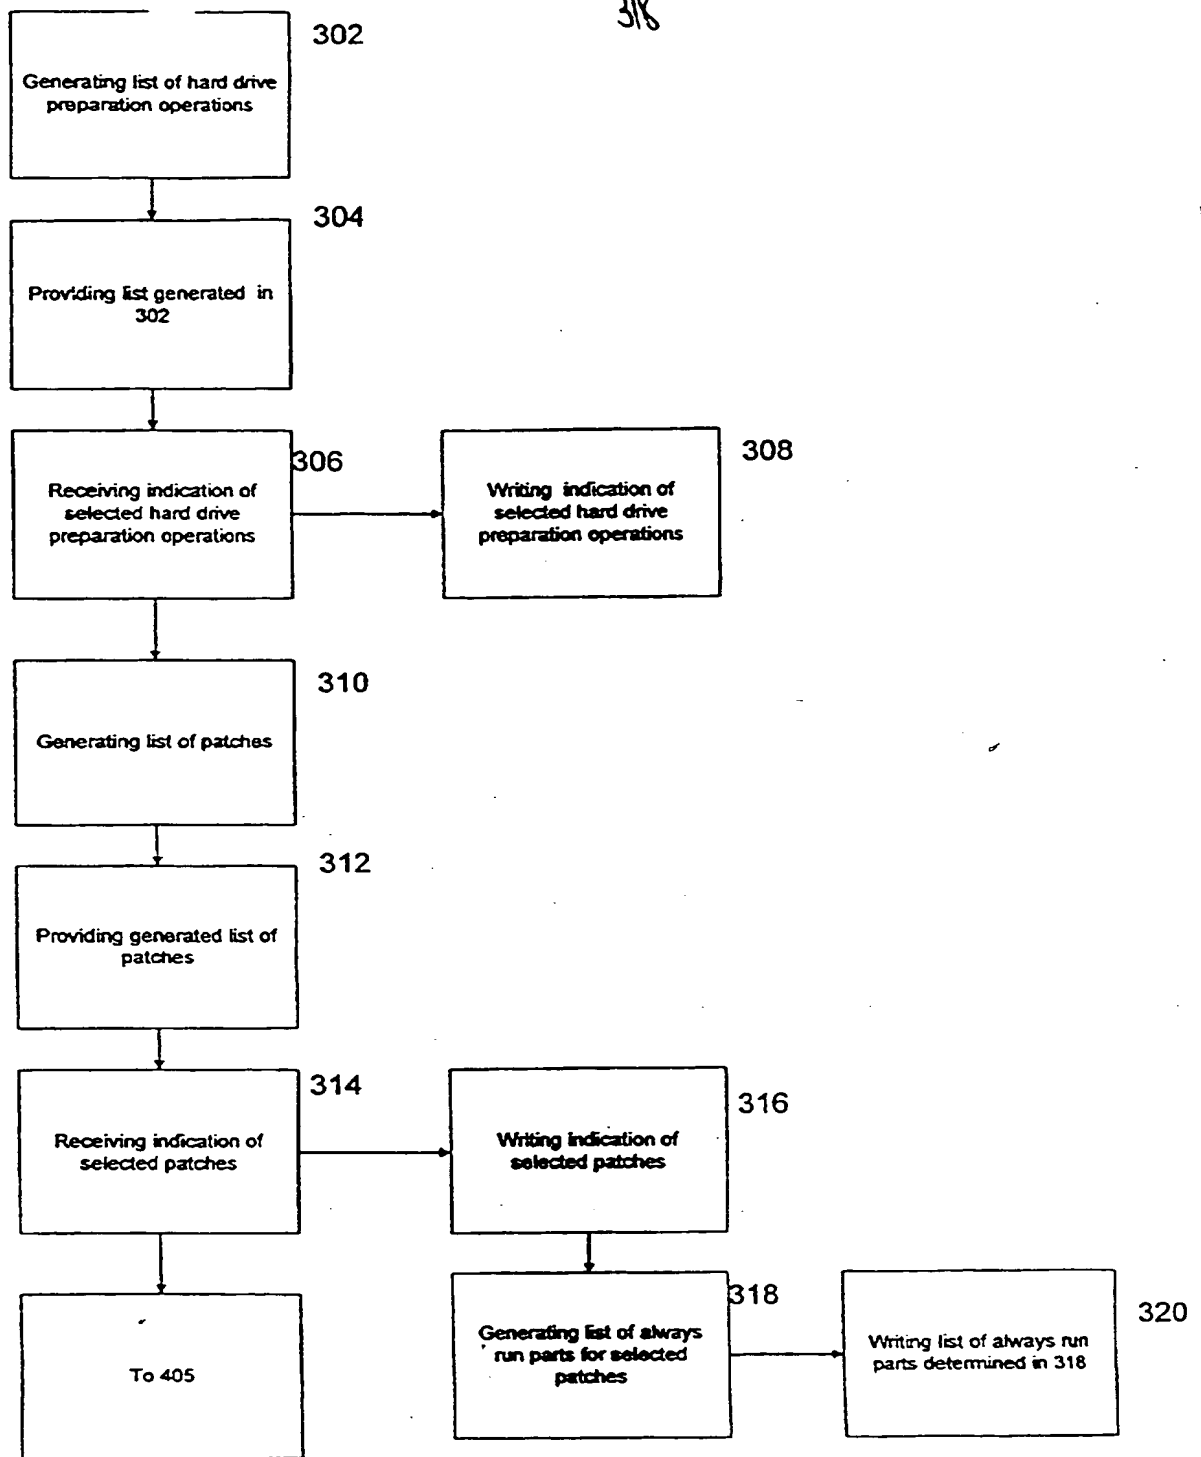 318
302
Generating list of hard drive
preparation operations
304
Providing list generated in
302
306
Receiving indication of
selected hard drive
preparation operations
308
Writing indication of
selected hard drive
preparation operations
310
Generating list of patches
312
Providing generated list of
patches
314
Receiving indication of
selected patches
316
Writing indication of
selected patches
318
Generating list of always
run parts for selected
patches
320
Writing list of always run
parts determined in 318
To 405